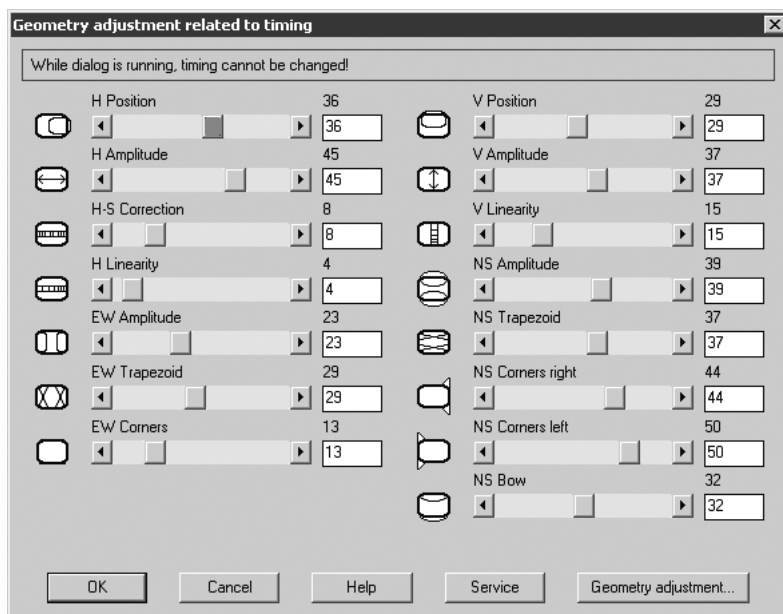 Geometry adjustment related to timing
While dialog is running, timing cannot be changed!
H Position 36
36
H Amplitude 45
45
H-S Correction 8
8
H Linearity 4
4
EW Amplitude 23
23
EW Trapezoid 29
29
EW Corners 13
13
V Position 29
29
V Amplitude 37
37
V Linearity 15
15
NS Amplitude 39
39
NS Trapezoid 37
37
NS Corners right 44
44
NS Corners left 50
50
NS Bow 32
32
OK Cancel Help Service Geometry adjustment...